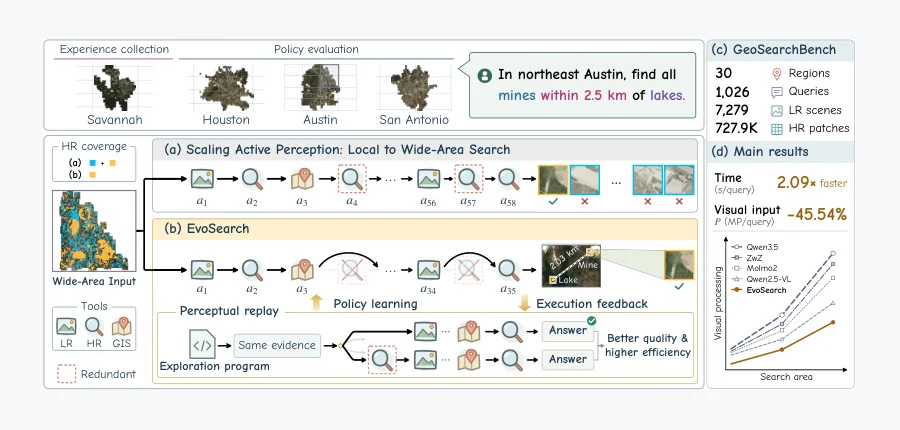 Experience collection
Policy evaluation
Savannah
Houston
Austin
San Antonio
In northeast Austin, find all
mines within 2.5 km of lakes.
(c) GeoSearchBench
30 Regions
1,026 Queries
7,279 LR scenes
727.9K HR patches
HR coverage
(a) +
(b)
Wide-Area Input
Tools
LR HR GIS
Redundant
(a) Scaling Active Perception: Local to Wide-Area Search
a1 a2 a3 a4 ... a56 a57 a58 ...
(b) EvoSearch
a1 a2 a3 ... a34 a35
2.03 km
Mine
Lake
Policy learning
Execution feedback
Perceptual replay
Exploration program
Same evidence
... Answer
... Answer
Better quality &
higher efficiency
(d) Main results
Time
(s/query)
2.09× faster
Visual input
P (MP/query)
-45.54%
Qwen3.5
ZwZ
Molmo2
Qwen2.5-VL
EvoSearch
Visual processing
Search area